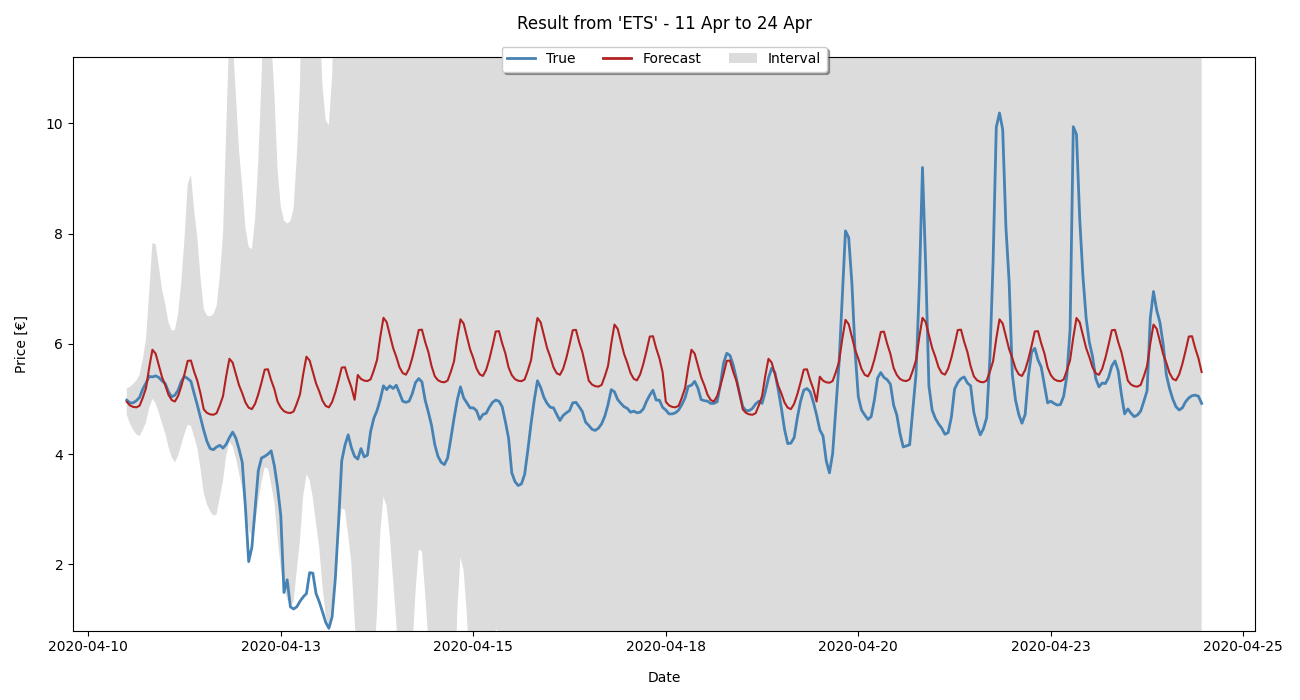 Result from 'ETS' - 11 Apr to 24 Apr
True Forecast Interval
10
8
6
4
2
Price [€]
2020-04-10 2020-04-13 2020-04-15 2020-04-18 2020-04-20 2020-04-23 2020-04-25
Date